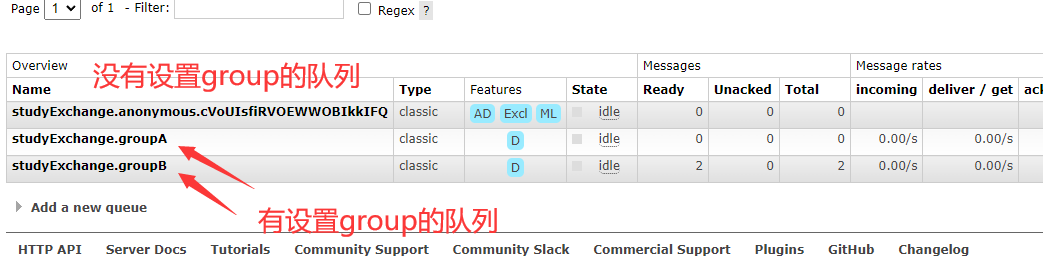 Page 1 of 1 - Filter: Regex ?
Overview Messages Message rates
没有设置group的队列
Name Type Features State Ready Unacked Total incoming deliver / get ack
studyExchange.anonymous.cVoUIsfiRVOEWWOBIkkIFQ classic AD Excl ML idle 0 0 0
studyExchange.groupA classic D idle 0 0 0 0.00/s 0.00/s
studyExchange.groupB classic D idle 2 0 2 0.00/s 0.00/s
Add a new queue
有设置group的队列
HTTP API Server Docs Tutorials Community Support Community Slack Commercial Support Plugins GitHub Changelog